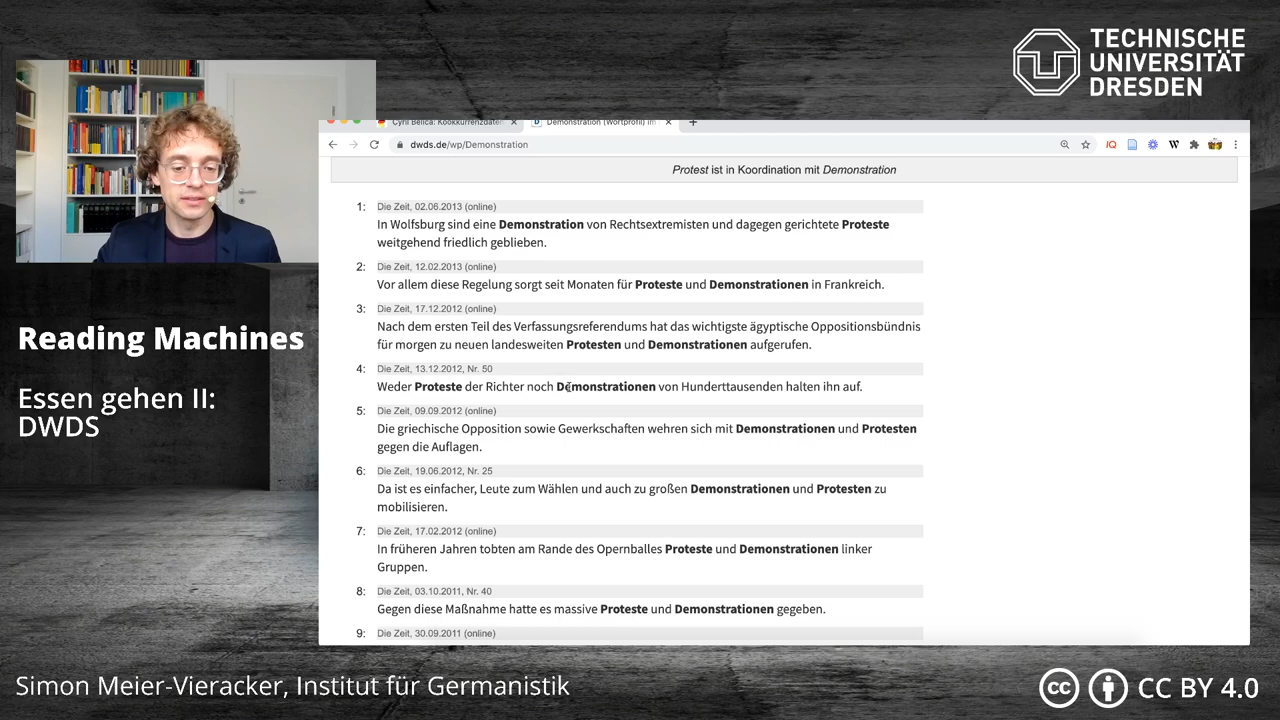 TECHNISCHE
UNIVERSITÄT
DRESDEN
Cyril Belica: Kookkurrenzdaten
Demonstration (Wortprofil) im
dwds.de/wp/Demonstration
Protest ist in Koordination mit Demonstration
1: Die Zeit, 02.06.2013 (online)
In Wolfsburg sind eine Demonstration von Rechtsextremisten und dagegen gerichtete Proteste
weitgehend friedlich geblieben.
2: Die Zeit, 12.02.2013 (online)
Vor allem diese Regelung sorgt seit Monaten für Proteste und Demonstrationen in Frankreich.
3: Die Zeit, 17.12.2012 (online)
Nach dem ersten Teil des Verfassungsreferendums hat das wichtigste ägyptische Oppositionsbündnis
für morgen zu neuen landesweiten Protesten und Demonstrationen aufgerufen.
4: Die Zeit, 13.12.2012, Nr. 50
Weder Proteste der Richter noch Demonstrationen von Hunderttausenden halten ihn auf.
5: Die Zeit, 09.09.2012 (online)
Die griechische Opposition sowie Gewerkschaften wehren sich mit Demonstrationen und Protesten
gegen die Auflagen.
6: Die Zeit, 19.06.2012, Nr. 25
Da ist es einfacher, Leute zum Wählen und auch zu großen Demonstrationen und Protesten zu
mobilisieren.
7: Die Zeit, 17.02.2012 (online)
In früheren Jahren tobten am Rande des Opernballes Proteste und Demonstrationen linker
Gruppen.
8: Die Zeit, 03.10.2011, Nr. 40
Gegen diese Maßnahme hatte es massive Proteste und Demonstrationen gegeben.
9: Die Zeit, 30.09.2011 (online)
Reading Machines
Essen gehen II:
DWDS
Simon Meier-Vieracker, Institut für Germanistik
cc CC BY 4.0